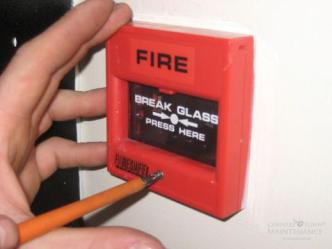 FIRE
BREAK GLASS
PRESS HERE
MAINTENANCE